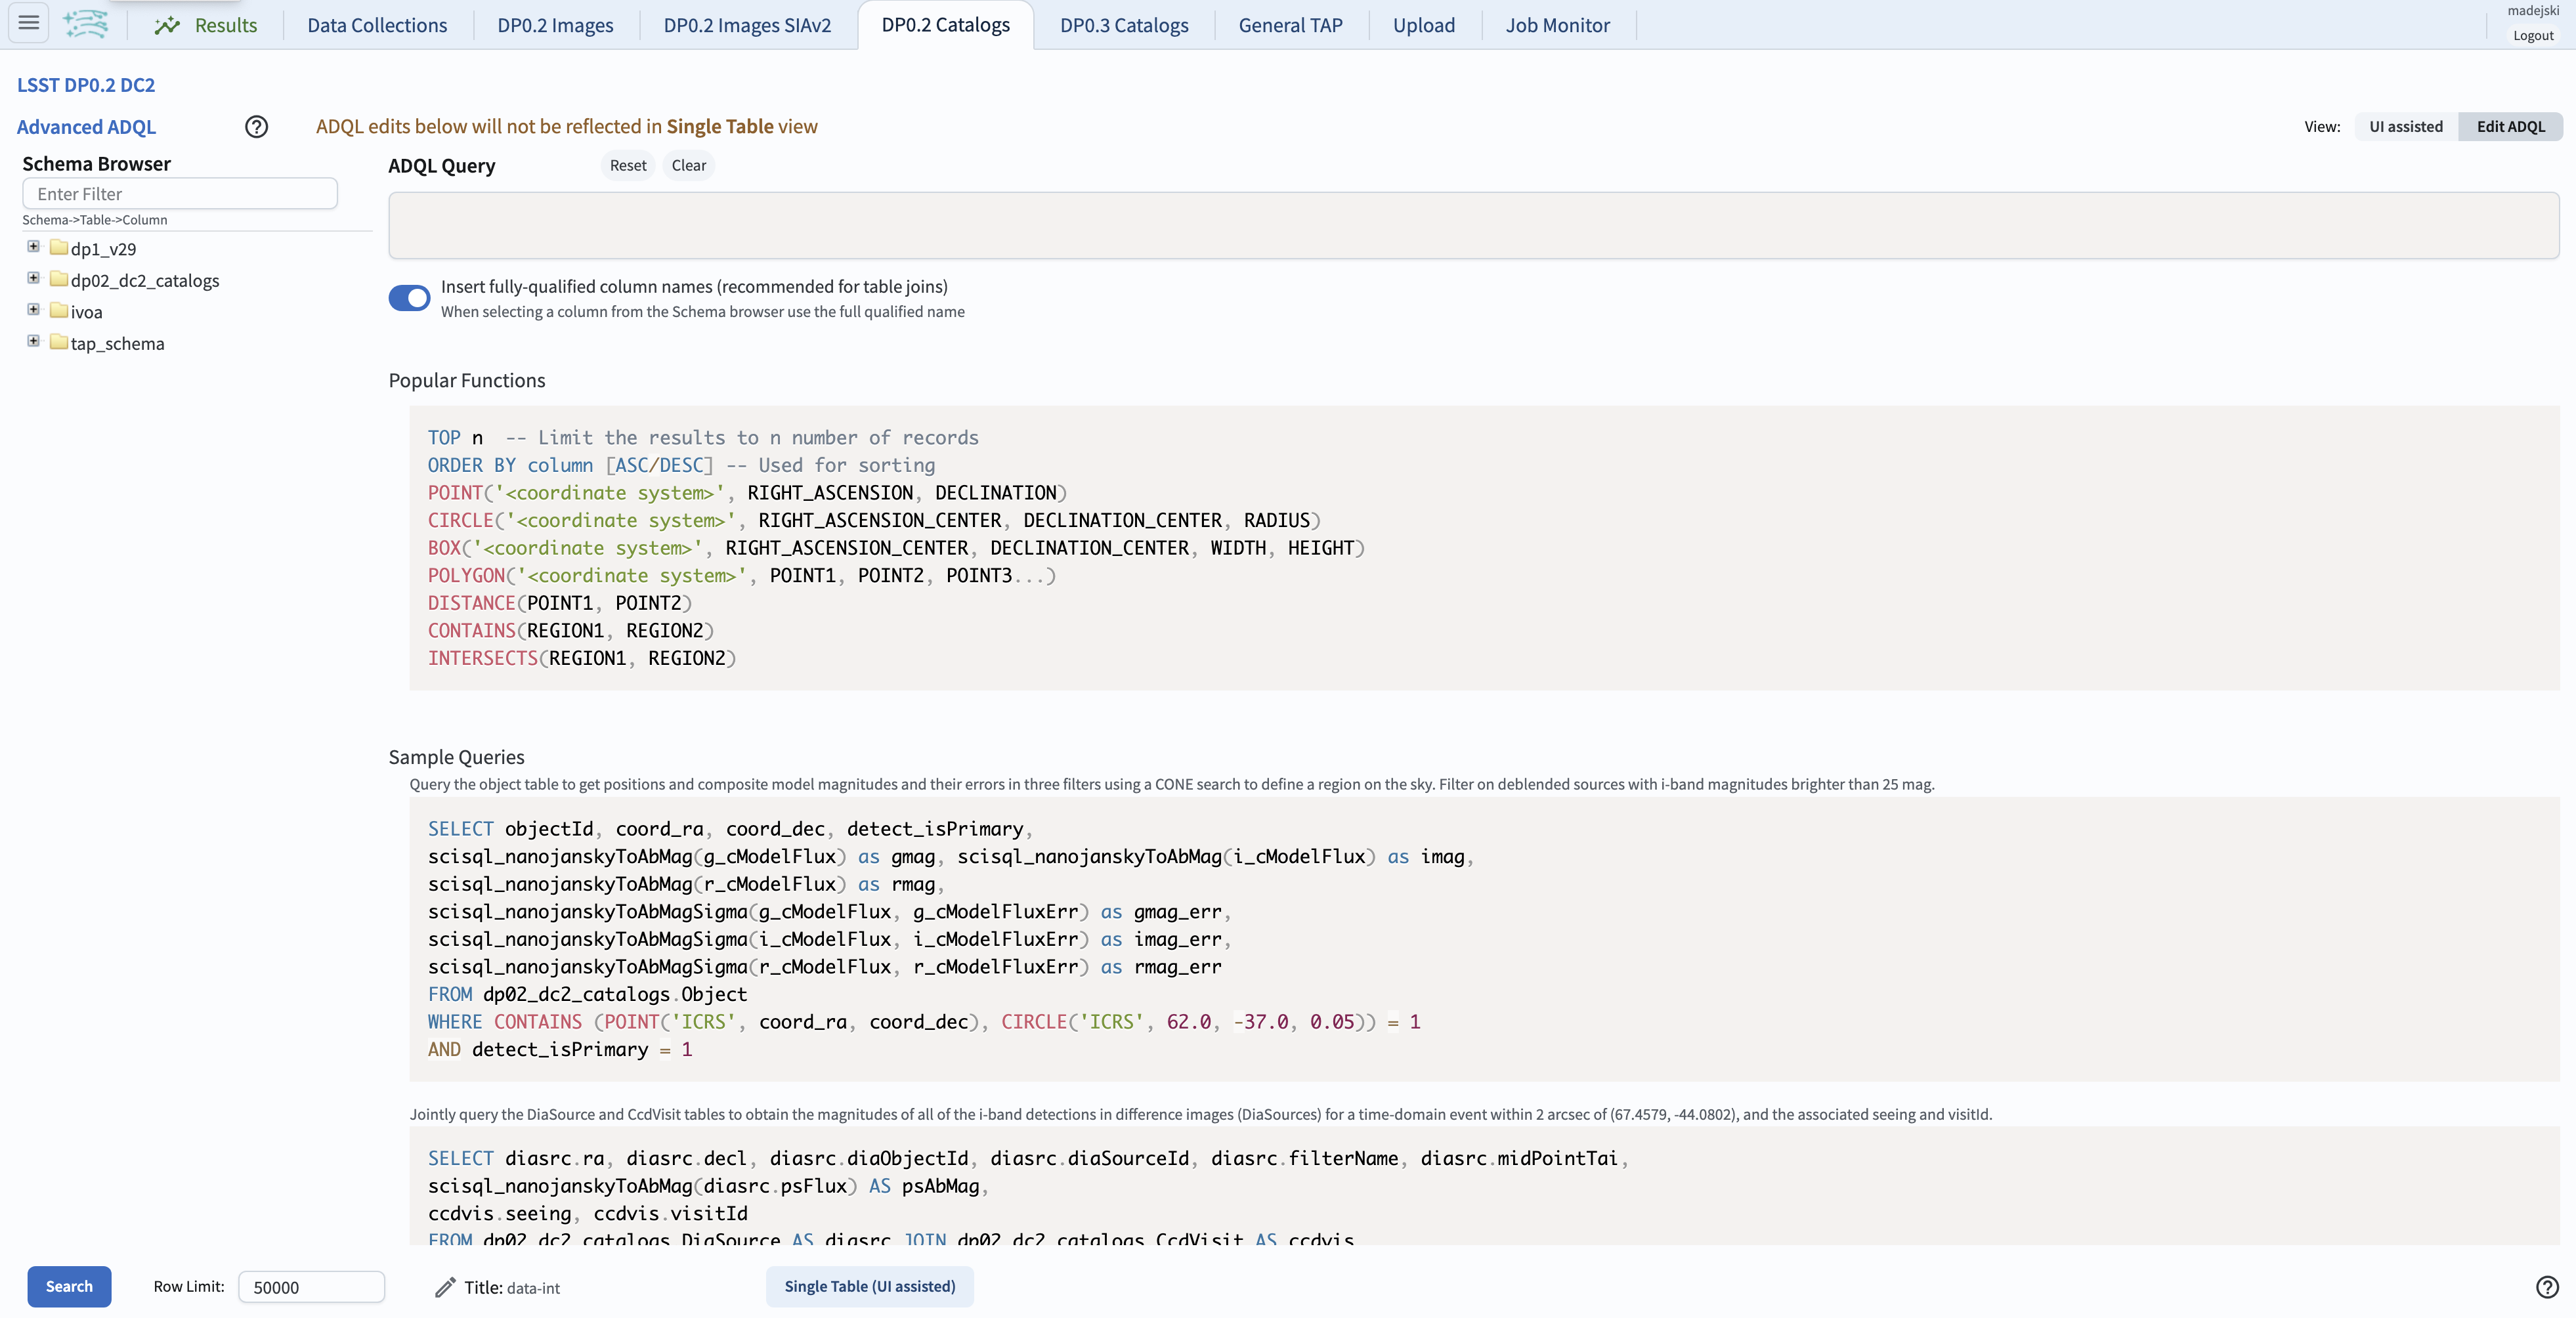 Results
Data Collections
DP0.2 Images
DP0.2 Images SIAv2
DP0.2 Catalogs
DP0.3 Catalogs
General TAP
Upload
Job Monitor
madejski
Logout
LSST DP0.2 DC2
Advanced ADQL
ADQL edits below will not be reflected in Single Table view
View: UI assisted Edit ADQL
Schema Browser
Enter Filter
Schema->Table->Column
dp1_v29
dp02_dc2_catalogs
ivoa
tap_schema
ADQL Query Reset Clear
Insert fully-qualified column names (recommended for table joins)
When selecting a column from the Schema browser use the full qualified name
Popular Functions
TOP n  -- Limit the results to n number of records
ORDER BY column [ASC/DESC] -- Used for sorting
POINT('<coordinate system>', RIGHT_ASCENSION, DECLINATION)
CIRCLE('<coordinate system>', RIGHT_ASCENSION_CENTER, DECLINATION_CENTER, RADIUS)
BOX('<coordinate system>', RIGHT_ASCENSION_CENTER, DECLINATION_CENTER, WIDTH, HEIGHT)
POLYGON('<coordinate system>', POINT1, POINT2, POINT3...)
DISTANCE(POINT1, POINT2)
CONTAINS(REGION1, REGION2)
INTERSECTS(REGION1, REGION2)
Sample Queries
Query the object table to get positions and composite model magnitudes and their errors in three filters using a CONE search to define a region on the sky. Filter on deblended sources with i-band magnitudes brighter than 25 mag.
SELECT objectId, coord_ra, coord_dec, detect_isPrimary,
scisql_nanojanskyToAbMag(g_cModelFlux) as gmag, scisql_nanojanskyToAbMag(i_cModelFlux) as imag,
scisql_nanojanskyToAbMag(r_cModelFlux) as rmag,
scisql_nanojanskyToAbMagSigma(g_cModelFlux, g_cModelFluxErr) as gmag_err,
scisql_nanojanskyToAbMagSigma(i_cModelFlux, i_cModelFluxErr) as imag_err,
scisql_nanojanskyToAbMagSigma(r_cModelFlux, r_cModelFluxErr) as rmag_err
FROM dp02_dc2_catalogs.Object
WHERE CONTAINS (POINT('ICRS', coord_ra, coord_dec), CIRCLE('ICRS', 62.0, -37.0, 0.05)) = 1
AND detect_isPrimary = 1
Jointly query the DiaSource and CcdVisit tables to obtain the magnitudes of all of the i-band detections in difference images (DiaSources) for a time-domain event within 2 arcsec of (67.4579, -44.0802), and the associated seeing and visitId.
SELECT diasrc.ra, diasrc.decl, diasrc.diaObjectId, diasrc.diaSourceId, diasrc.filterName, diasrc.midPointTai,
scisql_nanojanskyToAbMag(diasrc.psFlux) AS psAbMag,
ccdvis.seeing, ccdvis.visitId
FROM dp02_dc2_catalogs.DiaSource AS diasrc JOIN dp02_dc2_catalogs.CcdVisit AS ccdvis
Search
Row Limit: 50000
Title: data-int
Single Table (UI assisted)